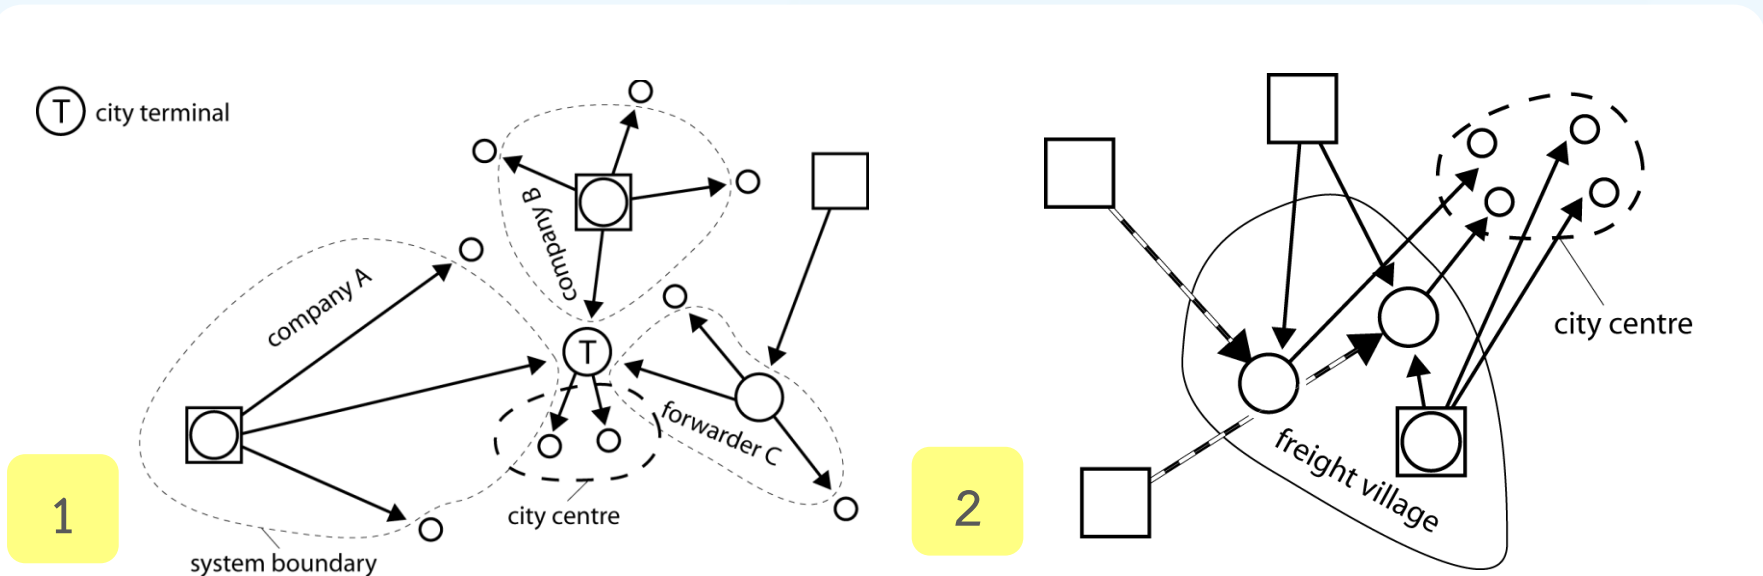 T city terminal
company B
company A
T
forwarder C
city centre
system boundary
1
city centre
freight village
2